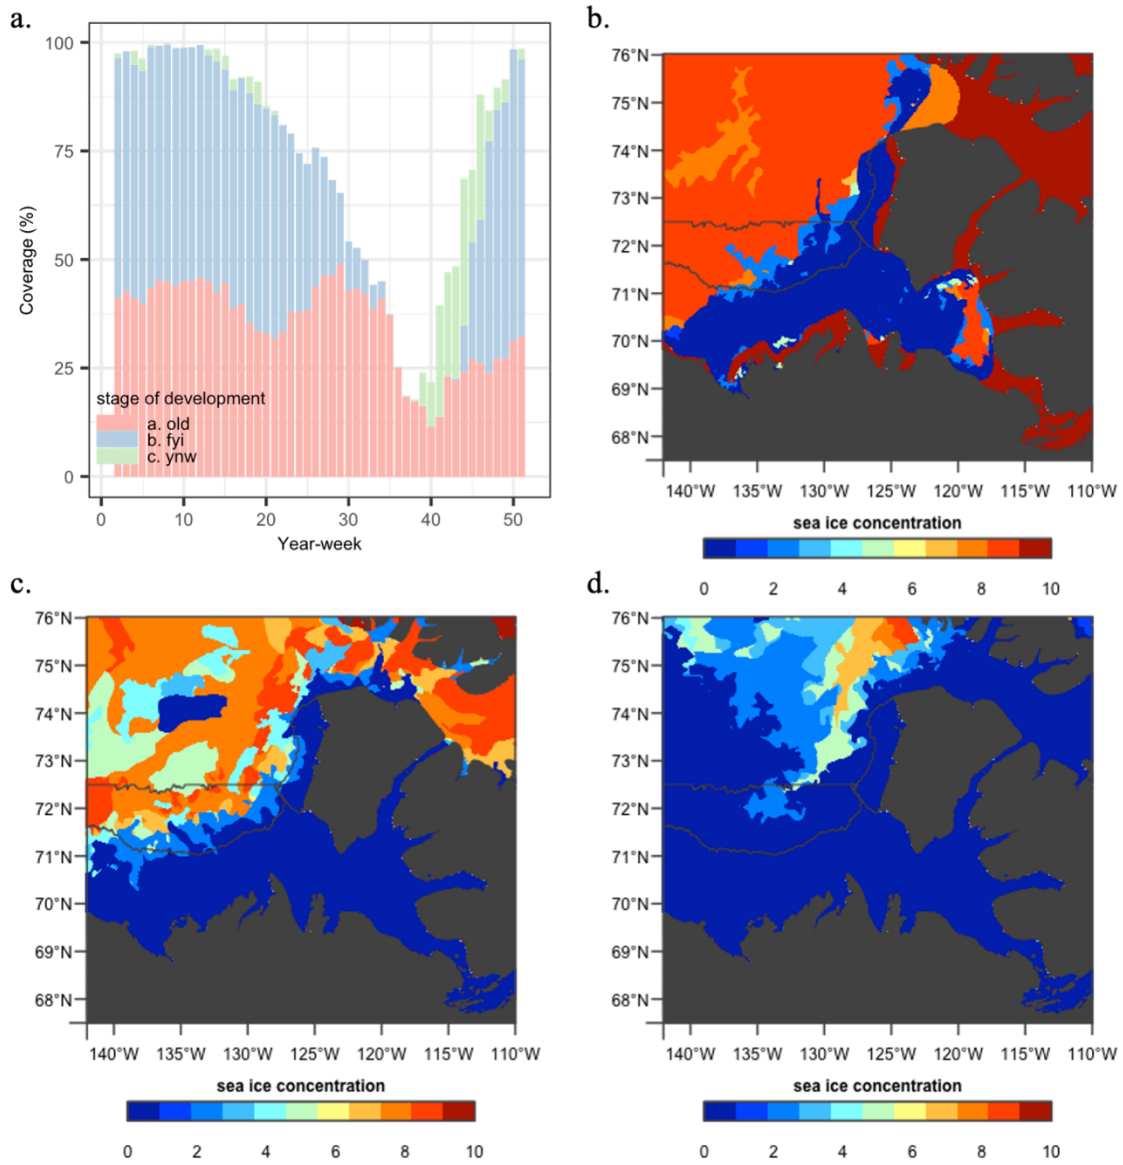 a.
100
75
50
25
0
Coverage (%)
stage of development
a. old
b. fyi
c. ynw
0 10 20 30 40 50
Year-week
b.
76°N
75°N
74°N
73°N
72°N
71°N
70°N
69°N
68°N
140°W 135°W 130°W 125°W 120°W 115°W 110°W
sea ice concentration
0 2 4 6 8 10
c.
76°N
75°N
74°N
73°N
72°N
71°N
70°N
69°N
68°N
140°W 135°W 130°W 125°W 120°W 115°W 110°W
sea ice concentration
0 2 4 6 8 10
d.
76°N
75°N
74°N
73°N
72°N
71°N
70°N
69°N
68°N
140°W 135°W 130°W 125°W 120°W 115°W 110°W
sea ice concentration
0 2 4 6 8 10